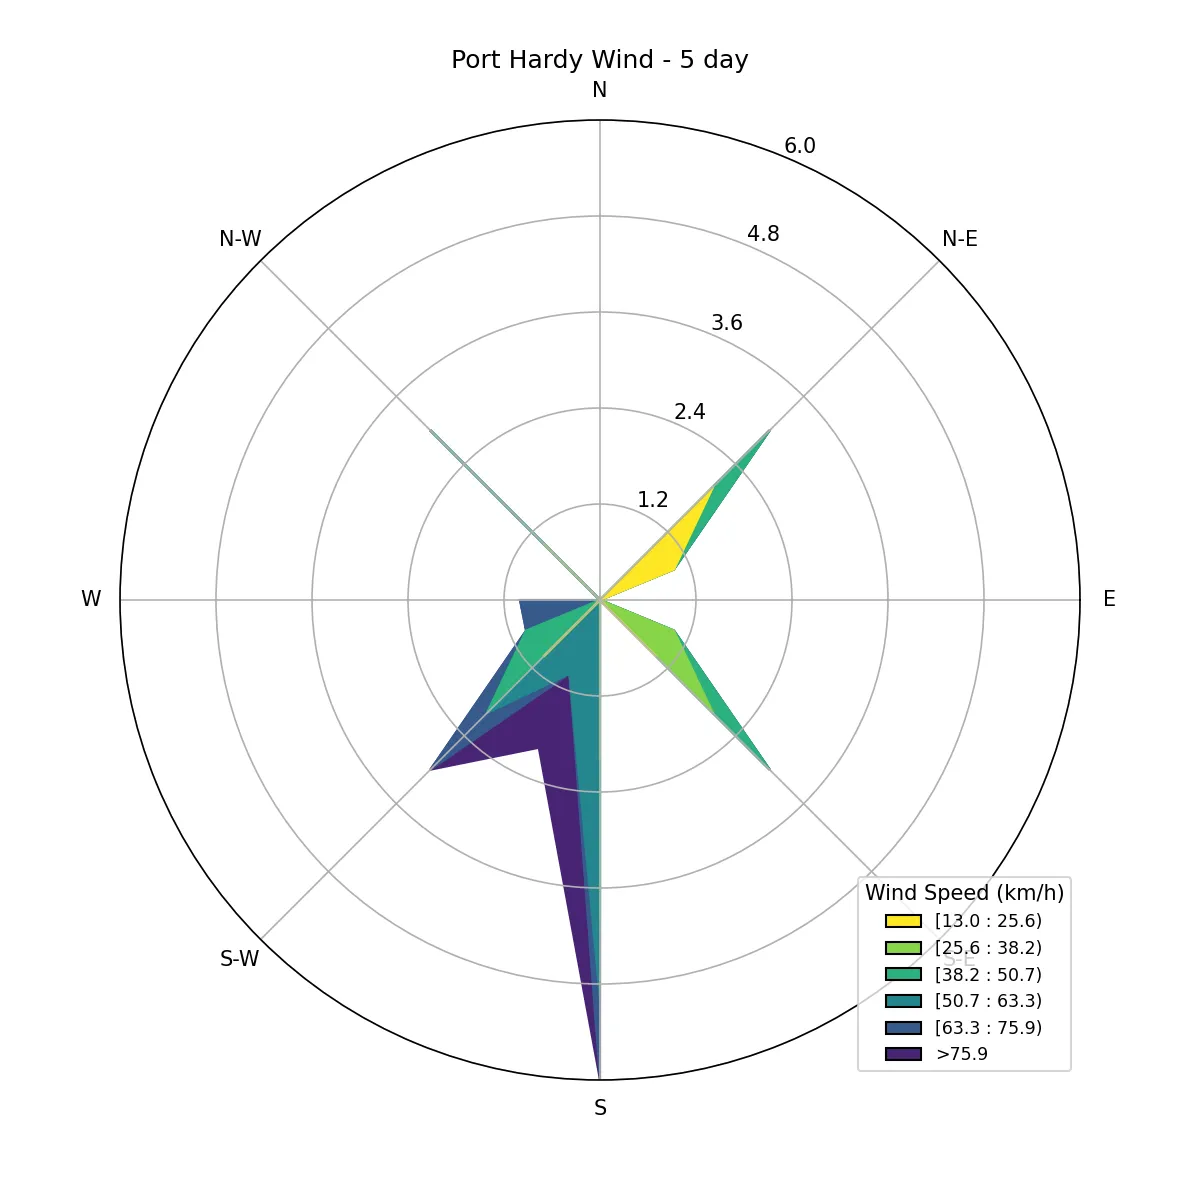 Port Hardy Wind - 5 day
N
6.0
4.8
N-W
N-E
3.6
2.4
1.2
W
E
Wind Speed (km/h)
[13.0 : 25.6)
[25.6 : 38.2)
S-W
S-E
[38.2 : 50.7)
[50.7 : 63.3)
[63.3 : 75.9)
>75.9
S